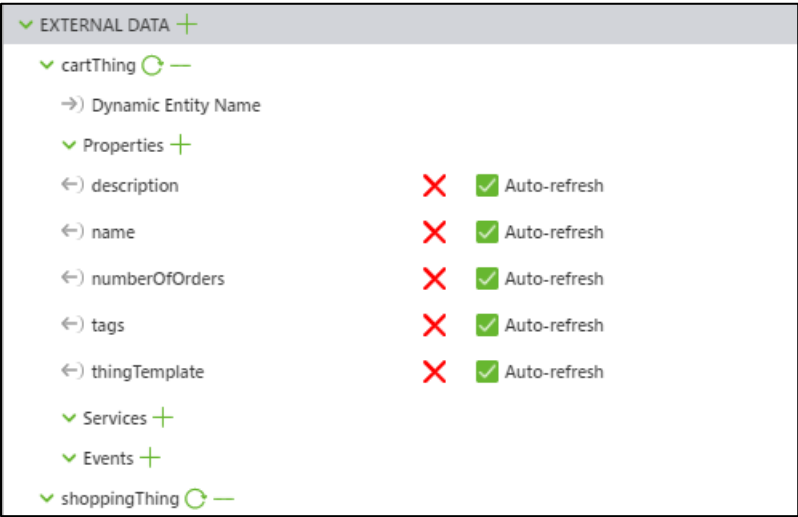 EXTERNAL DATA
cartThing
Dynamic Entity Name
Properties
description Auto-refresh
name Auto-refresh
numberOfOrders Auto-refresh
tags Auto-refresh
thingTemplate Auto-refresh
Services
Events
shoppingThing